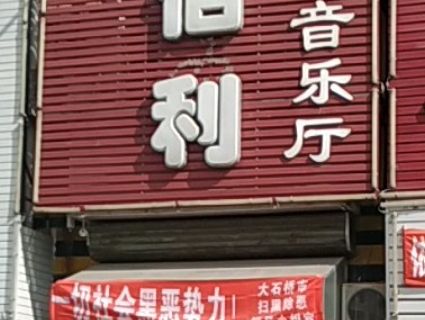 佰利
音乐厅
一切社会黑恶势力！
大石桥市
扫黑除恶